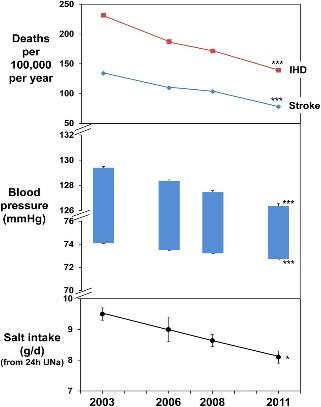 250
200
Deaths
per
100,000
per year
150
100
50
***
IHD
***
Stroke
132
130
128
126
76
74
72
70
Blood
pressure
(mmHg)
***
***
10
9
8
7
Salt intake
(g/d)
(from 24h UNa)
*
2003
2006
2008
2011